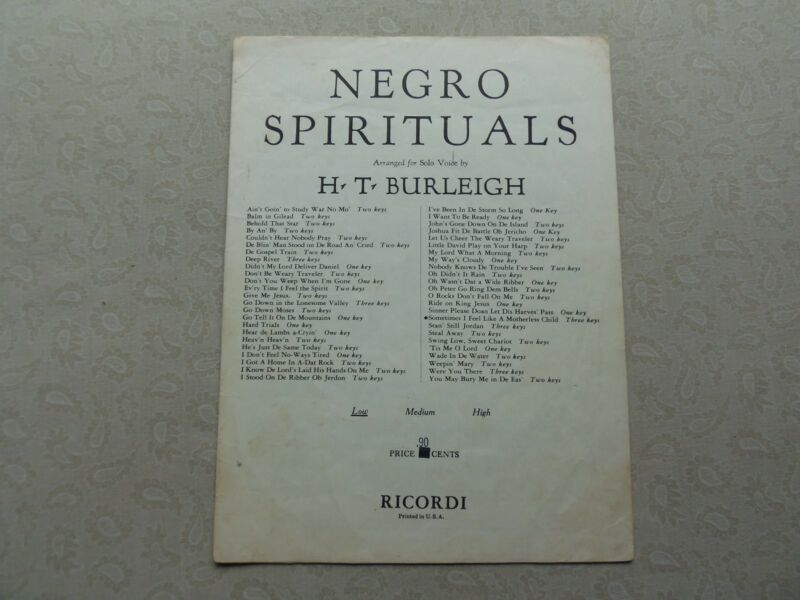 NEGRO
SPIRITUALS
Arranged for Solo Voice by
H. T. BURLEIGH
Ain't Goin' to Study War No Mo' Two keys
Balm in Gilead Two keys
Behold That Star Two keys
By An' By Two keys
Couldn't Hear Nobody Pray Two keys
De Blin' Man Stood on De Road An' Cried Two keys
De Gospel Train Two keys
Deep River Three keys
Didn't My Lord Deliver Daniel One key
Don't Be Weary Traveler Two keys
Don't You Weep When I'm Gone One key
Ev'ry Time I Feel the Spirit Two keys
Give Me Jesus. Two keys
Go Down in the Lonesome Valley Three keys
Go Down Moses Two keys
Go Tell It On De Mountains One key
Hard Trials One key
Hear de Lambs a-Cryin' One key
Heav'n Heav'n Two keys
He's Just De Same Today Two keys
I Don't Feel No-Ways Tired One key
I Got A Home In A-Dat Rock Two keys
I Know De Lord's Laid His Hands On Me Two keys
I Stood On De Ribber Ob Jerdon Two keys
I've Been In De Storm So Long One Key
I Want To Be Ready One key
John's Gone Down On De Island Two keys
Joshua Fit De Battle Ob Jericho One Key
Let Us Cheer The Weary Traveler Two keys
Little David Play on Your Harp Two keys
My Lord What A Morning Two keys
My Way's Cloudy One key
Nobody Knows De Trouble I've Seen Two keys
Oh Didn't It Rain Two keys
Oh Wasn't Dat a Wide Ribber One key
Oh Peter Go Ring Dem Bells Two keys
O Rocks Don't Fall On Me Two keys
Ride on King Jesus One key
Sinner Please Doan Let Dis Harves' Pass One key
Sometimes I Feel Like A Motherless Child Three keys
Stan' Still Jordan Three keys
Steal Away Two keys
Swing Low, Sweet Chariot Two keys
'Tis Me O Lord One key
Wade In De Water Two keys
Weepin' Mary Two keys
Were You There Three keys
You May Bury Me in De Eas' Two keys
Low Medium High
.90
PRICE CENTS
RICORDI
Printed in U.S.A.